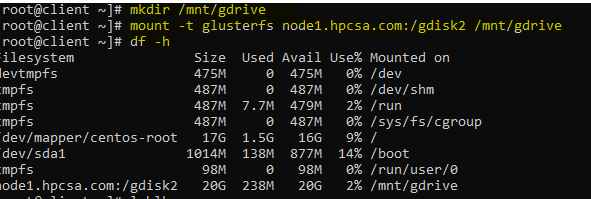 root@client ~]# mkdir /mnt/gdrive
root@client ~]# mount -t glusterfs node1.hpcsa.com:/gdisk2 /mnt/gdrive
root@client ~]# df -h
Filesystem Size Used Avail Use% Mounted on
devtmpfs 475M 0 475M 0% /dev
tmpfs 487M 0 487M 0% /dev/shm
tmpfs 487M 7.7M 479M 2% /run
tmpfs 487M 0 487M 0% /sys/fs/cgroup
/dev/mapper/centos-root 17G 1.5G 16G 9% /
/dev/sda1 1014M 138M 877M 14% /boot
tmpfs 98M 0 98M 0% /run/user/0
node1.hpcsa.com:/gdisk2 20G 238M 20G 2% /mnt/gdrive